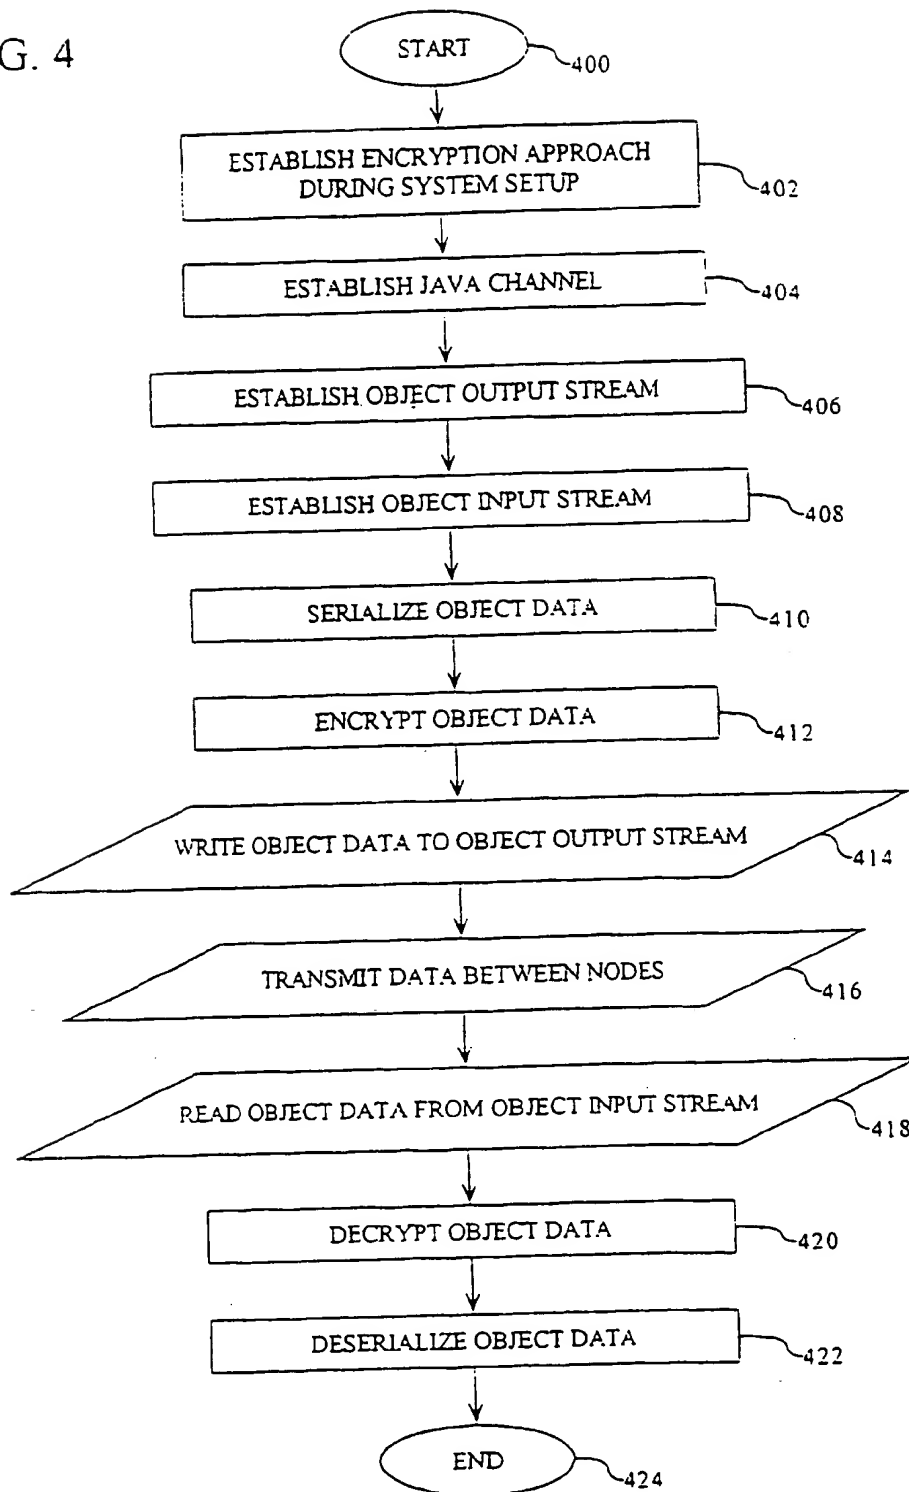 G. 4
START
400
ESTABLISH ENCRYPTION APPROACH
DURING SYSTEM SETUP
402
ESTABLISH JAVA CHANNEL
404
ESTABLISH OBJECT OUTPUT STREAM
406
ESTABLISH OBJECT INPUT STREAM
408
SERIALIZE OBJECT DATA
410
ENCRYPT OBJECT DATA
412
WRITE OBJECT DATA TO OBJECT OUTPUT STREAM
414
TRANSMIT DATA BETWEEN NODES
416
READ OBJECT DATA FROM OBJECT INPUT STREAM
418
DECRYPT OBJECT DATA
420
DESERIALIZE OBJECT DATA
422
END
424